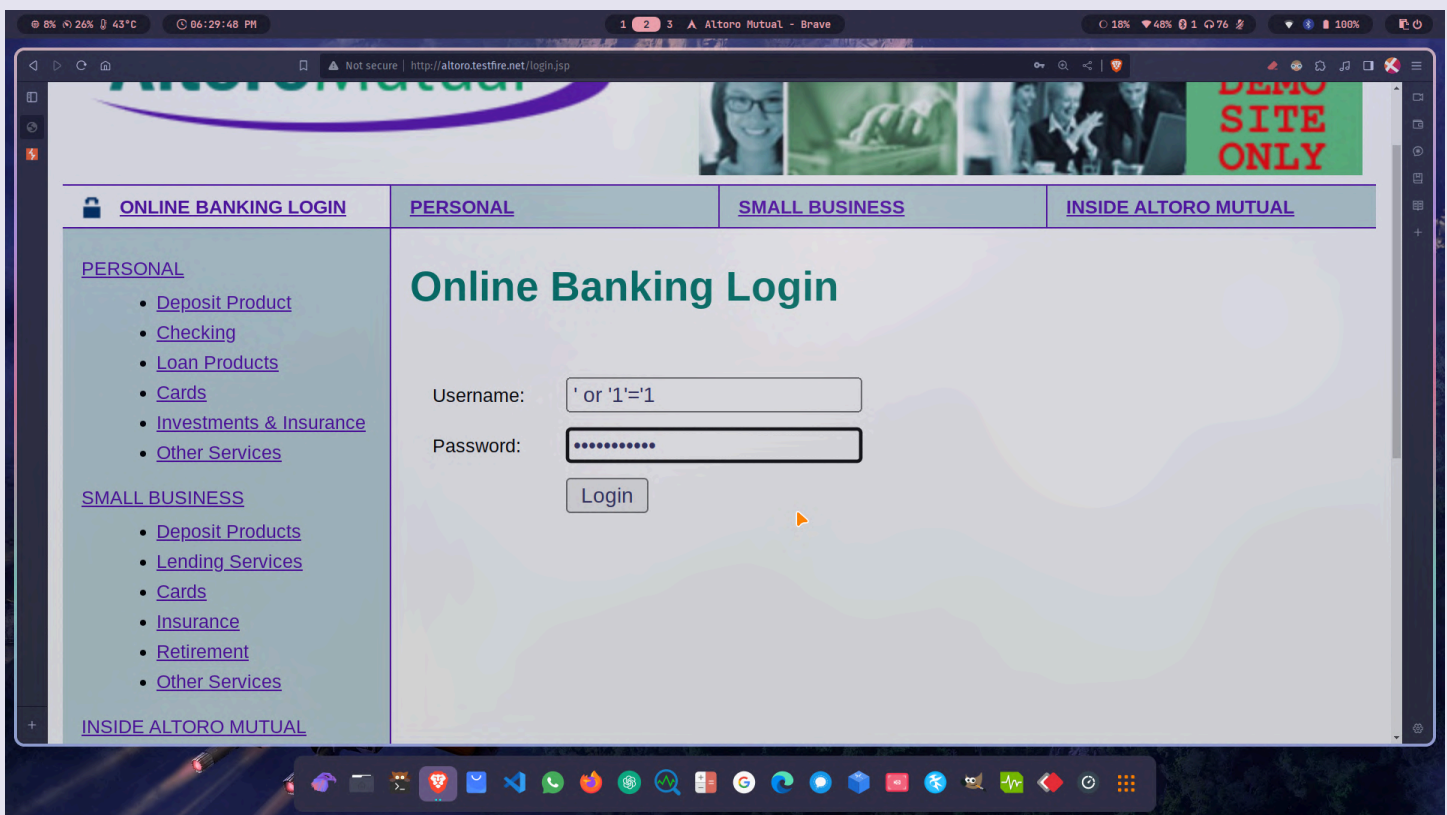 8% 26% 43°C 06:29:48 PM 1 2 3 Altoro Mutual - Brave 18% 48% 1 76 100%
Not secure http://altoro.testfire.net/login.jsp
AltoroMutual
DEMO
SITE
ONLY
ONLINE BANKING LOGIN PERSONAL SMALL BUSINESS INSIDE ALTORO MUTUAL
PERSONAL
Deposit Product
Checking
Loan Products
Cards
Investments & Insurance
Other Services
SMALL BUSINESS
Deposit Products
Lending Services
Cards
Insurance
Retirement
Other Services
INSIDE ALTORO MUTUAL
Online Banking Login
Username: ' or '1'='1
Password: •••••••••••
Login